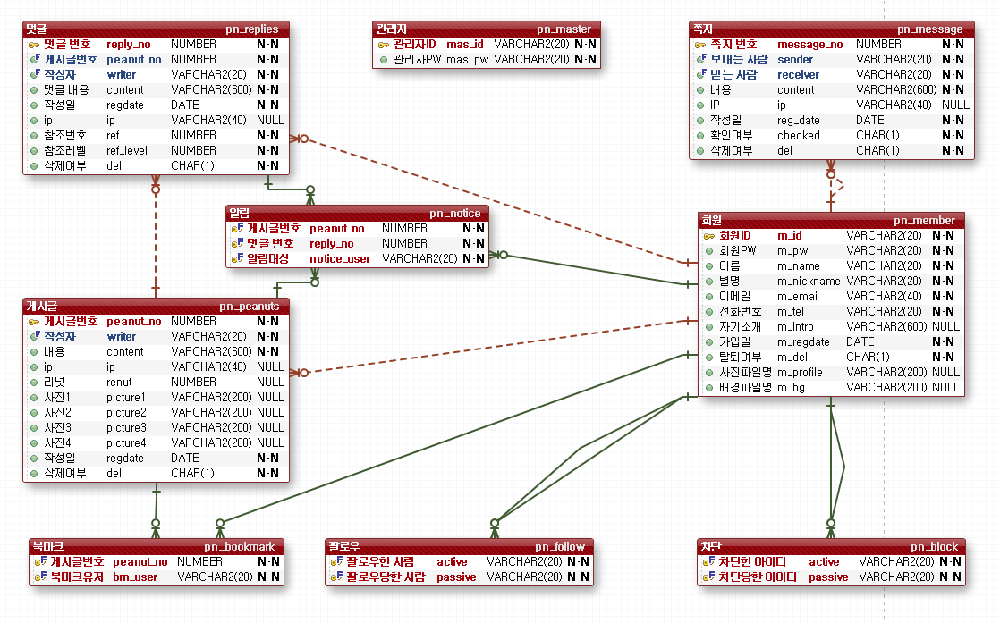 댓글 pn_replies
댓글 번호 reply_no NUMBER N-N
게시글번호 peanut_no NUMBER N-N
작성자 writer VARCHAR2(20) N-N
댓글 내용 content VARCHAR2(600) N-N
작성일 regdate DATE N-N
ip ip VARCHAR2(40) NULL
참조번호 ref NUMBER N-N
참조레벨 ref_level NUMBER N-N
삭제여부 del CHAR(1) N-N
관리자 pn_master
관리자ID mas_id VARCHAR2(20) N-N
관리자PW mas_pw VARCHAR2(20) N-N
쪽지 pn_message
쪽지 번호 message_no NUMBER N-N
보내는 사람 sender VARCHAR2(20) N-N
받는 사람 receiver VARCHAR2(20) N-N
내용 content VARCHAR2(600) N-N
IP ip VARCHAR2(40) NULL
작성일 reg_date DATE N-N
확인여부 checked CHAR(1) N-N
삭제여부 del CHAR(1) N-N
알림 pn_notice
게시글번호 peanut_no NUMBER N-N
댓글 번호 reply_no NUMBER N-N
알림대상 notice_user VARCHAR2(20) N-N
회원 pn_member
회원ID m_id VARCHAR2(20) N-N
회원PW m_pw VARCHAR2(20) N-N
이름 m_name VARCHAR2(20) N-N
별명 m_nickname VARCHAR2(20) N-N
이메일 m_email VARCHAR2(40) N-N
전화번호 m_tel VARCHAR2(20) N-N
자기소개 m_intro VARCHAR2(600) NULL
가입일 m_regdate DATE N-N
탈퇴여부 m_del CHAR(1) N-N
사진파일명 m_profile VARCHAR2(200) NULL
배경파일명 m_bg VARCHAR2(200) NULL
게시글 pn_peanuts
게시글번호 peanut_no NUMBER N-N
작성자 writer VARCHAR2(20) N-N
내용 content VARCHAR2(600) N-N
ip ip VARCHAR2(40) NULL
리넛 renut NUMBER NULL
사진1 picture1 VARCHAR2(200) NULL
사진2 picture2 VARCHAR2(200) NULL
사진3 picture3 VARCHAR2(200) NULL
사진4 picture4 VARCHAR2(200) NULL
작성일 regdate DATE N-N
삭제여부 del CHAR(1) N-N
북마크 pn_bookmark
게시글번호 peanut_no NUMBER N-N
북마크유저 bm_user VARCHAR2(20) N-N
팔로우 pn_follow
팔로우한 사람 active VARCHAR2(20) N-N
팔로우당한 사람 passive VARCHAR2(20) N-N
차단 pn_block
차단한 아이디 active VARCHAR2(20) N-N
차단당한 아이디 passive VARCHAR2(20) N-N